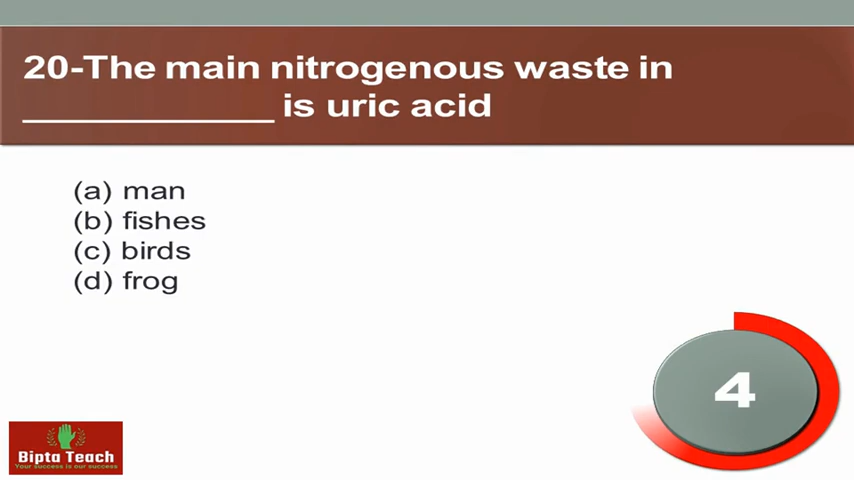 20-The main nitrogenous waste in
______________ is uric acid
(a) man
(b) fishes
(c) birds
(d) frog
4
Bipta Teach
Your success is our success